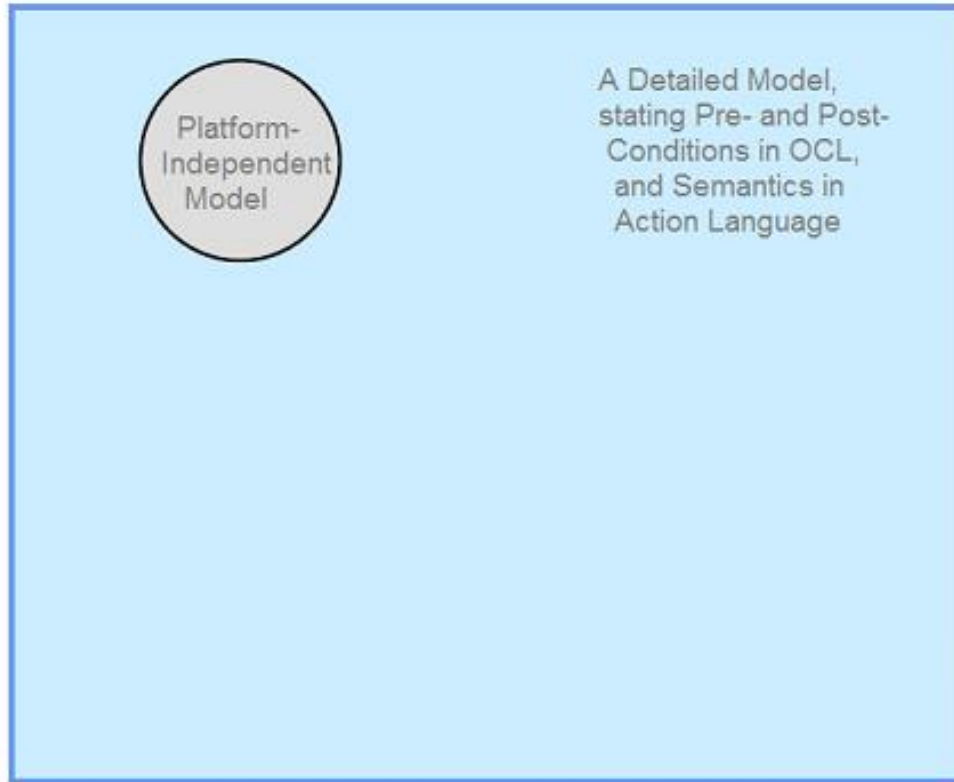 Platform-
Independent
Model
A Detailed Model,
stating Pre- and Post-
Conditions in OCL,
and Semantics in
Action Language